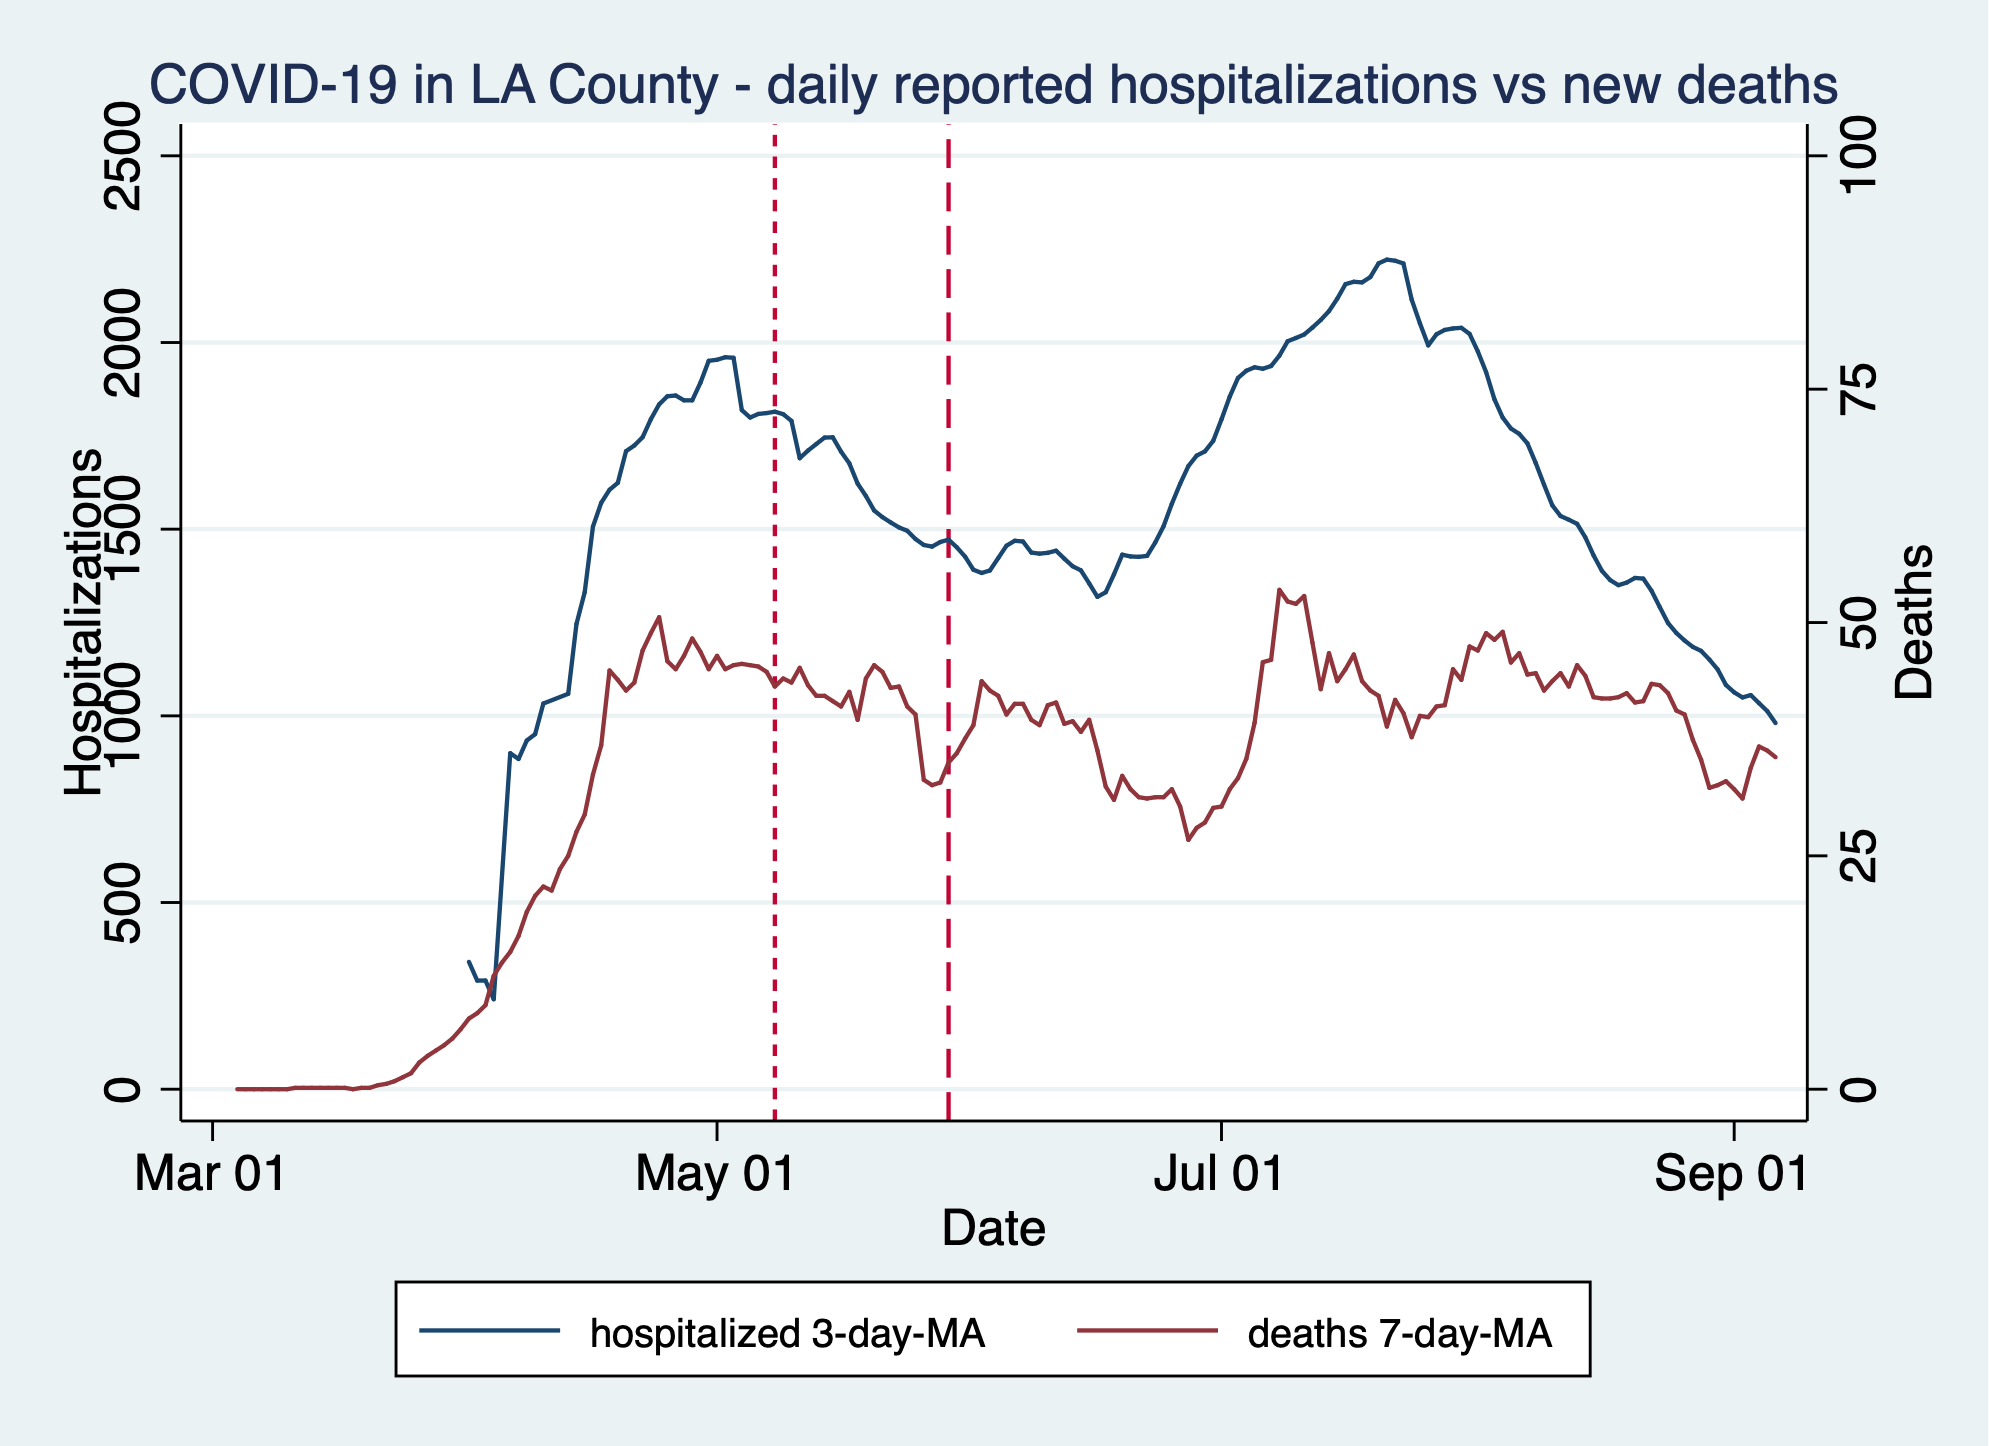 COVID-19 in LA County - daily reported hospitalizations vs new deaths
Hospitalizations
2500
2000
1500
1000
500
0
100
75
50
25
0
Deaths
Mar 01
May 01
Jul 01
Sep 01
Date
hospitalized 3-day-MA
deaths 7-day-MA